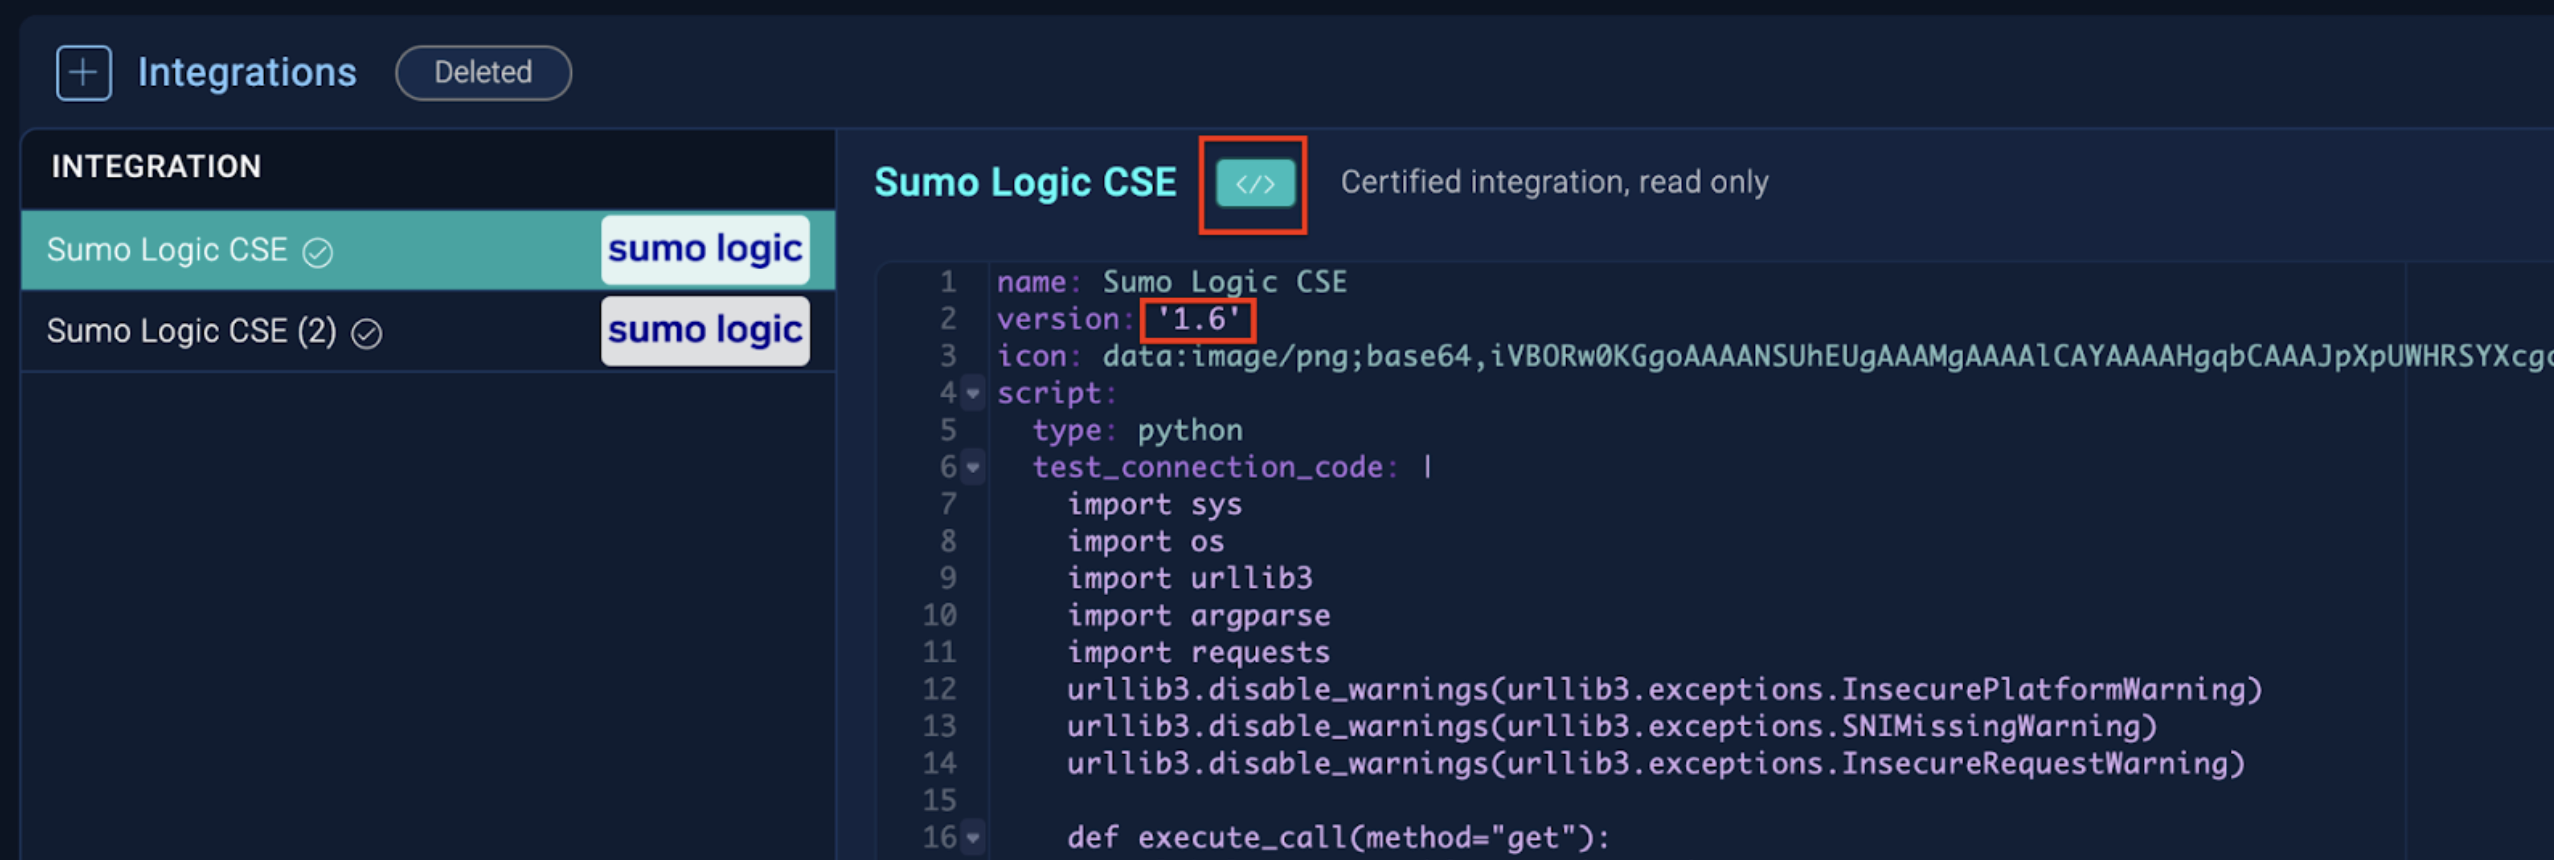 Integrations Deleted
INTEGRATION
Sumo Logic CSE sumo logic
Sumo Logic CSE (2) sumo logic
Sumo Logic CSE </> Certified integration, read only
1 name: Sumo Logic CSE
2 version: '1.6'
3 icon: data:image/png;base64,iVBORw0KGgoAAAANSUhEUgAAAMgAAAAlCAYAAAAHgqbCAAAJpXpUWHRSYXcgc
4 script:
5 type: python
6 test_connection_code: |
7 import sys
8 import os
9 import urllib3
10 import argparse
11 import requests
12 urllib3.disable_warnings(urllib3.exceptions.InsecurePlatformWarning)
13 urllib3.disable_warnings(urllib3.exceptions.SNIMissingWarning)
14 urllib3.disable_warnings(urllib3.exceptions.InsecureRequestWarning)
15
16 def execute_call(method="get"):